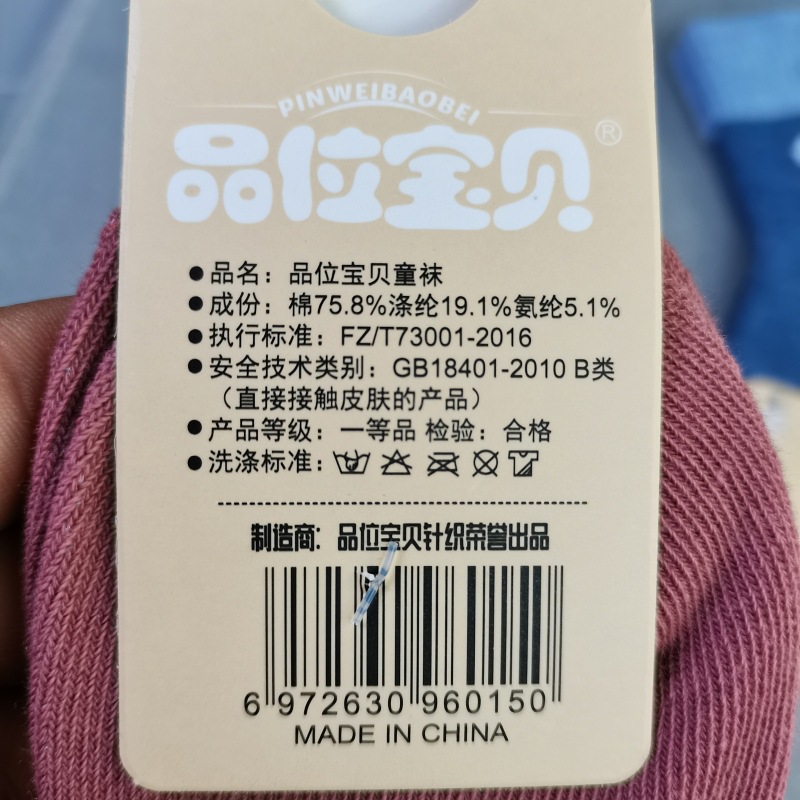 PINWEIBAOBEI
品位宝贝®
●品名：品位宝贝童袜
●成份：棉75.8%涤纶19.1%氨纶5.1%
●执行标准：FZ/T73001-2016
●安全技术类别：GB18401-2010 B类
（直接接触皮肤的产品）
●产品等级：一等品 检验：合格
●洗涤标准：
制造商：品位宝贝针织荣誉出品
6 972630 960150
MADE IN CHINA